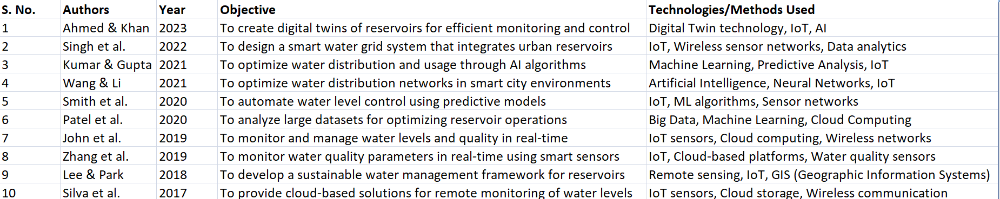 S. No. Authors Year Objective Technologies/Methods Used
1 Ahmed & Khan 2023 To create digital twins of reservoirs for efficient monitoring and control Digital Twin technology, IoT, AI
2 Singh et al. 2022 To design a smart water grid system that integrates urban reservoirs IoT, Wireless sensor networks, Data analytics
3 Kumar & Gupta 2021 To optimize water distribution and usage through AI algorithms Machine Learning, Predictive Analysis, IoT
4 Wang & Li 2021 To optimize water distribution networks in smart city environments Artificial Intelligence, Neural Networks, IoT
5 Smith et al. 2020 To automate water level control using predictive models IoT, ML algorithms, Sensor networks
6 Patel et al. 2020 To analyze large datasets for optimizing reservoir operations Big Data, Machine Learning, Cloud Computing
7 John et al. 2019 To monitor and manage water levels and quality in real-time IoT sensors, Cloud computing, Wireless networks
8 Zhang et al. 2019 To monitor water quality parameters in real-time using smart sensors IoT, Cloud-based platforms, Water quality sensors
9 Lee & Park 2018 To develop a sustainable water management framework for reservoirs Remote sensing, IoT, GIS (Geographic Information Systems)
10 Silva et al. 2017 To provide cloud-based solutions for remote monitoring of water levels IoT sensors, Cloud storage, Wireless communication